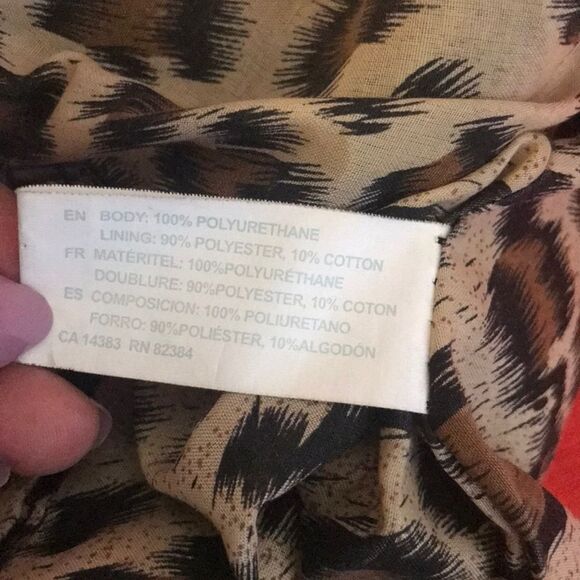 EN BODY: 100% POLYURETHANE
LINING: 90% POLYESTER, 10% COTTON
FR MATÉRITEL: 100%POLYURÉTHANE
DOUBLURE: 90%POLYESTER, 10% COTON
ES COMPOSICION: 100% POLIURETANO
FORRO: 90%POLIÉSTER, 10%ALGODÓN
CA 14383 RN 82384